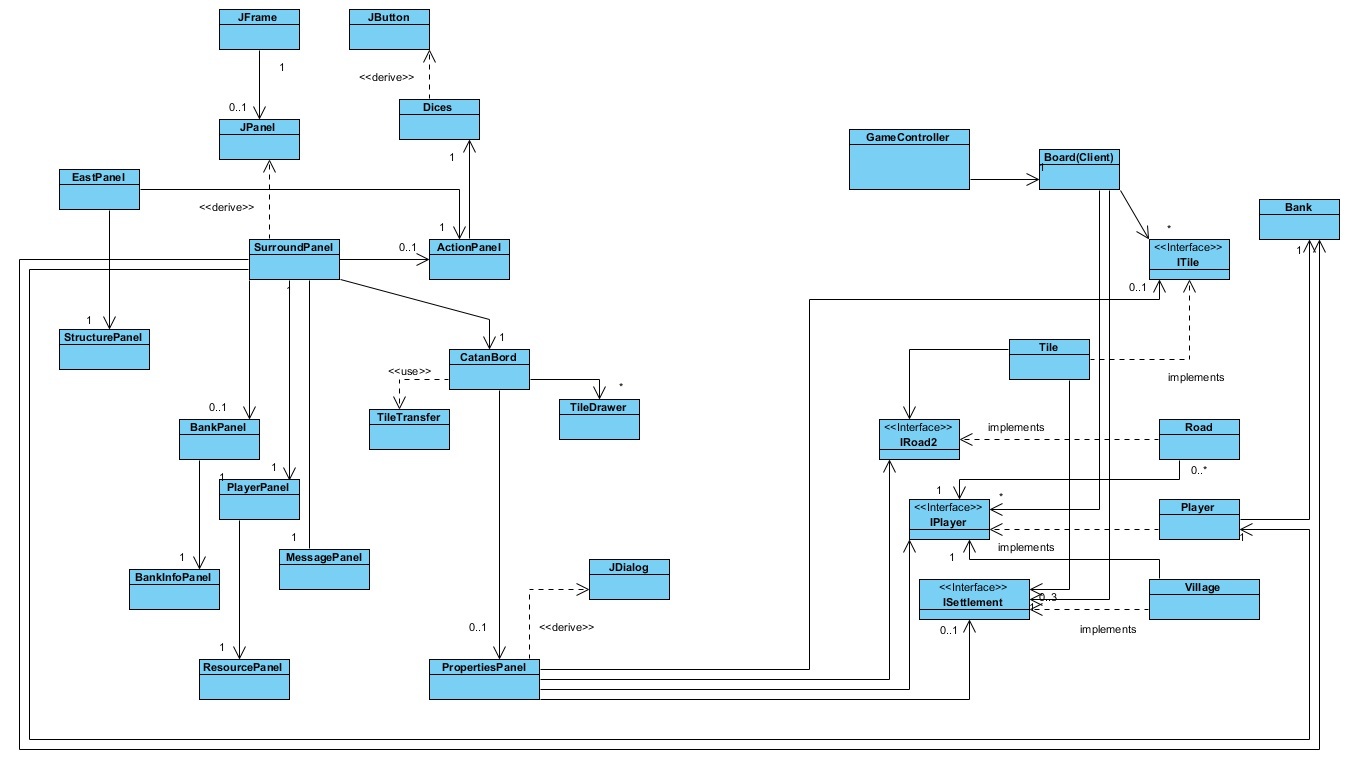 JFrame
JButton
1
<<derive>>
0..1
JPanel
Dices
1
GameController
Board(Client)
1
EastPanel
<<derive>>
Bank
1
*
1
SurroundPanel
0..1
ActionPanel
<<Interface>>
ITile
0..1
1
StructurePanel
1
CatanBord
<<use>>
*
TileTransfer
TileDrawer
Tile
implements
0..1
BankPanel
<<Interface>>
IRoad2
implements
Road
0..*
1
PlayerPanel
1
1
*
<<Interface>>
IPlayer
Player
1
implements
1
MessagePanel
1
BankInfoPanel
1
JDialog
<<Interface>>
ISettlement
0..3
1
Village
implements
0..1
0..1
<<derive>>
1
ResourcePanel
PropertiesPanel